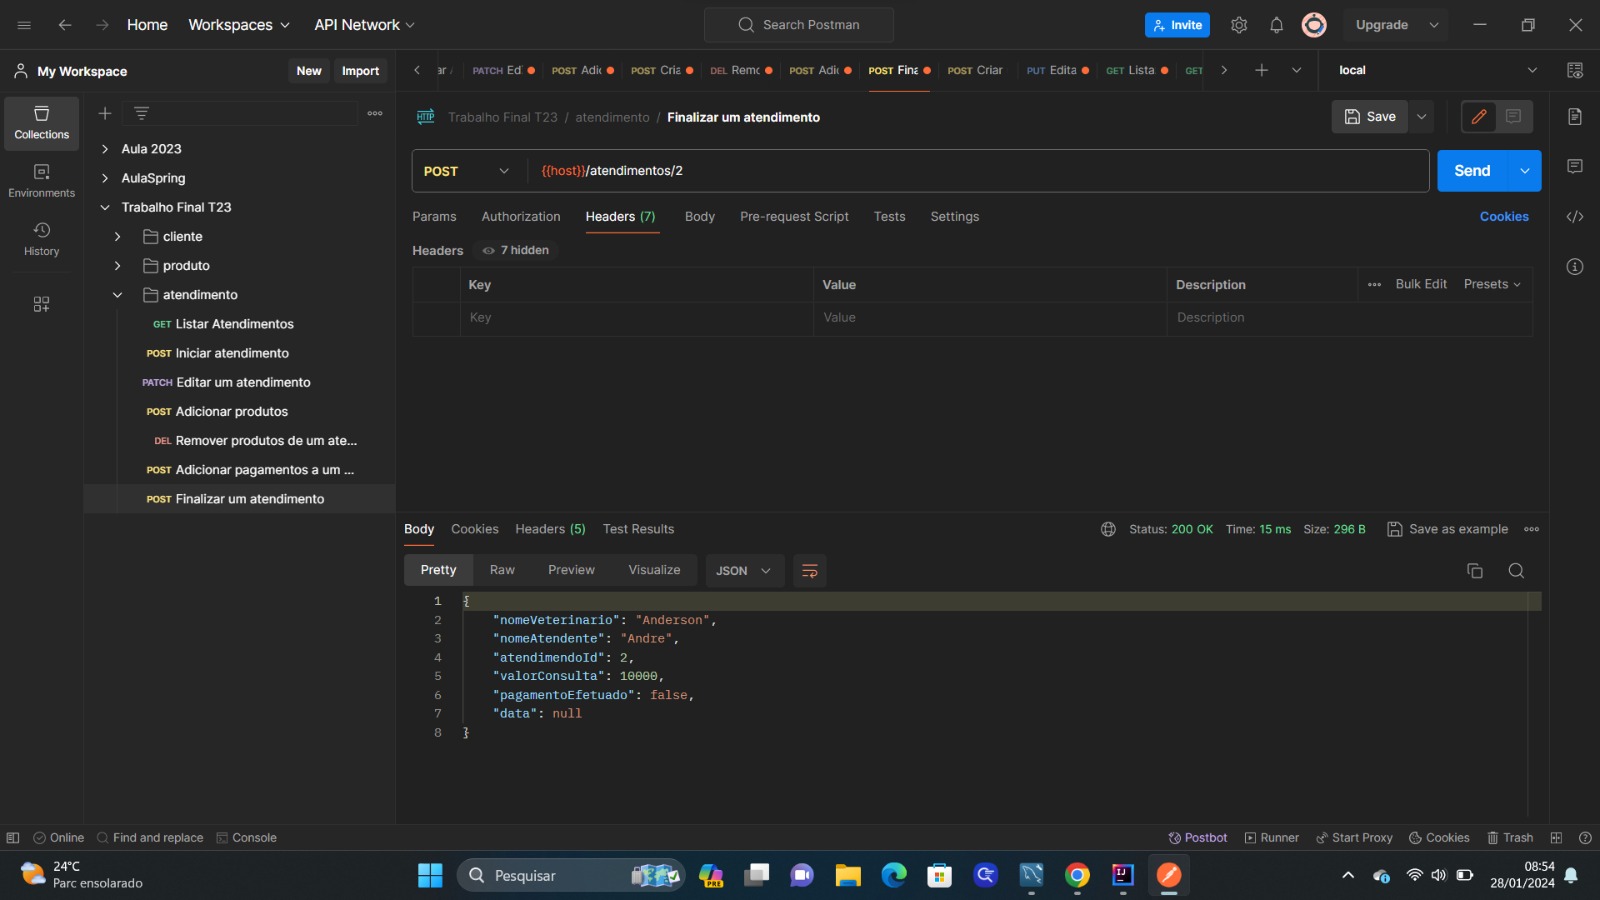 Home Workspaces API Network Search Postman Invite Upgrade
My Workspace New Import PATCH Ed POST Adic POST Cria DEL Remo POST Adic POST Fina POST Criar PUT Edita GET Lista GET local
Trabalho Final T23 / atendimento / Finalizar um atendimento Save
Collections
Environments
History
Aula 2023
AulaSpring
Trabalho Final T23
cliente
produto
atendimento
GET Listar Atendimentos
POST Iniciar atendimento
PATCH Editar um atendimento
POST Adicionar produtos
DEL Remover produtos de um ate...
POST Adicionar pagamentos a um ...
POST Finalizar um atendimento
POST {{host}}/atendimentos/2 Send
Params Authorization Headers (7) Body Pre-request Script Tests Settings Cookies
Headers 7 hidden
Key Value Description Bulk Edit Presets
Key Value Description
Body Cookies Headers (5) Test Results Status: 200 OK Time: 15 ms Size: 296 B Save as example
Pretty Raw Preview Visualize JSON
1 {
2 "nomeVeterinario": "Anderson",
3 "nomeAtendente": "Andre",
4 "atendimendoId": 2,
5 "valorConsulta": 10000,
6 "pagamentoEfetuado": false,
7 "data": null
8 }
Online Find and replace Console Postbot Runner Start Proxy Cookies Trash
24°C
Parc ensolarado
Pesquisar
PRE
08:54
28/01/2024